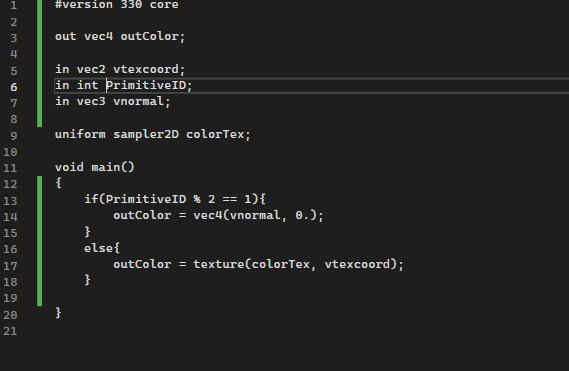 1 #version 330 core
2
3 out vec4 outColor;
4
5 in vec2 vtexcoord;
6 in int PrimitiveID;
7 in vec3 vnormal;
8
9 uniform sampler2D colorTex;
10
11 void main()
12 {
13     if(PrimitiveID % 2 == 1){
14         outColor = vec4(vnormal, 0.);
15     }
16     else{
17         outColor = texture(colorTex, vtexcoord);
18     }
19
20 }
21